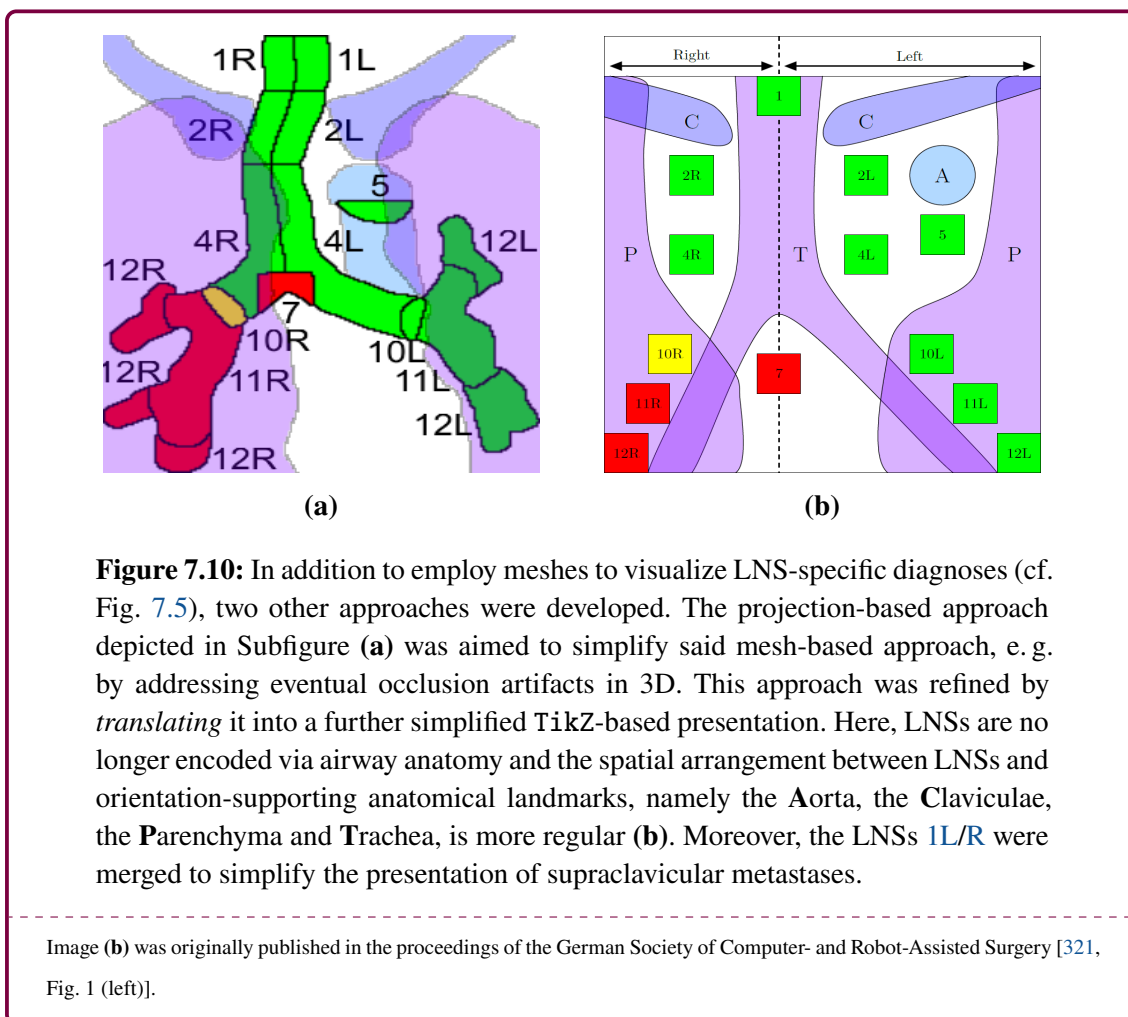 1R 1L
2R 2L
5
4R 4L 12L
12R
7
10R
10L
12R 11R 11L
12L
12R
(a)
Right Left
1
C C
2R 2L A
5
4R 4L
P T P
10R 10L
7
11R 11L
12R 12L
(b)
Figure 7.10: In addition to employ meshes to visualize LNS-specific diagnoses (cf.
Fig. 7.5), two other approaches were developed. The projection-based approach
depicted in Subfigure (a) was aimed to simplify said mesh-based approach, e. g.
by addressing eventual occlusion artifacts in 3D. This approach was refined by
translating it into a further simplified TikZ-based presentation. Here, LNSs are no
longer encoded via airway anatomy and the spatial arrangement between LNSs and
orientation-supporting anatomical landmarks, namely the Aorta, the Claviculae,
the Parenchyma and Trachea, is more regular (b). Moreover, the LNSs 1L/R were
merged to simplify the presentation of supraclavicular metastases.
Image (b) was originally published in the proceedings of the German Society of Computer- and Robot-Assisted Surgery [321,
Fig. 1 (left)].